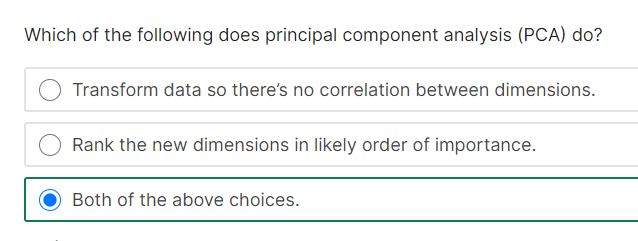 Which of the following does principal component analysis (PCA) do?
Transform data so there’s no correlation between dimensions.
Rank the new dimensions in likely order of importance.
Both of the above choices.